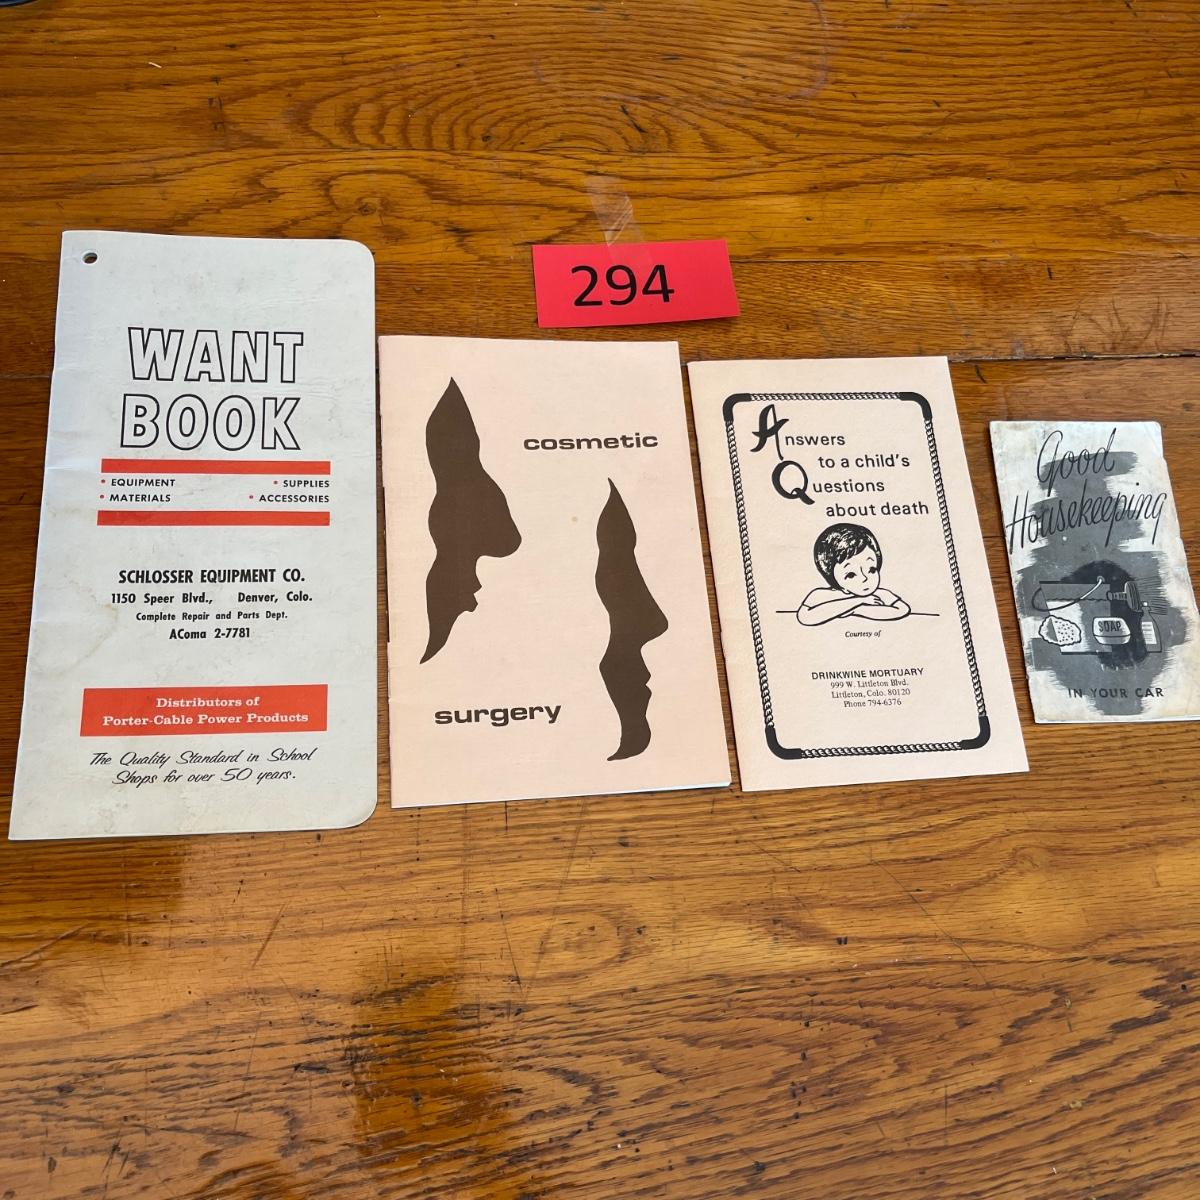 294
WANT
BOOK
• EQUIPMENT • SUPPLIES
• MATERIALS • ACCESSORIES
SCHLOSSER EQUIPMENT CO.
1150 Speer Blvd., Denver, Colo.
Complete Repair and Parts Dept.
AComa 2-7781
Distributors of
Porter-Cable Power Products
The Quality Standard in School
Shops for over 50 years.
cosmetic
surgery
Answers
to a child's
Questions
about death
Courtesy of
DRINKWINE MORTUARY
999 W. Littleton Blvd.
Littleton, Colo. 80120
Phone 794-6376
Good
Housekeeping
SOAP
IN YOUR CAR